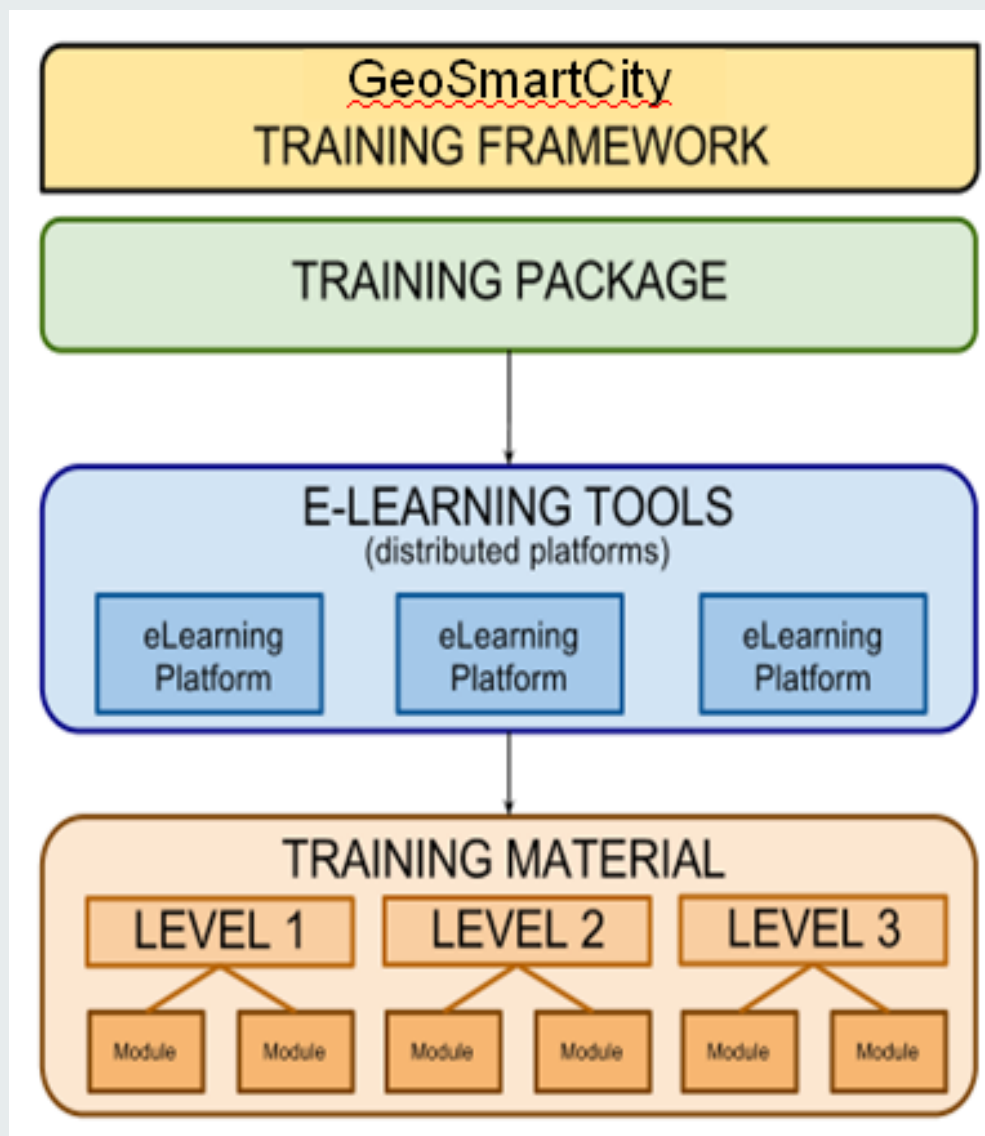 GeoSmartCity
TRAINING FRAMEWORK
TRAINING PACKAGE
E-LEARNING TOOLS
(distributed platforms)
eLearning
Platform
eLearning
Platform
eLearning
Platform
TRAINING MATERIAL
LEVEL 1
LEVEL 2
LEVEL 3
Module
Module
Module
Module
Module
Module